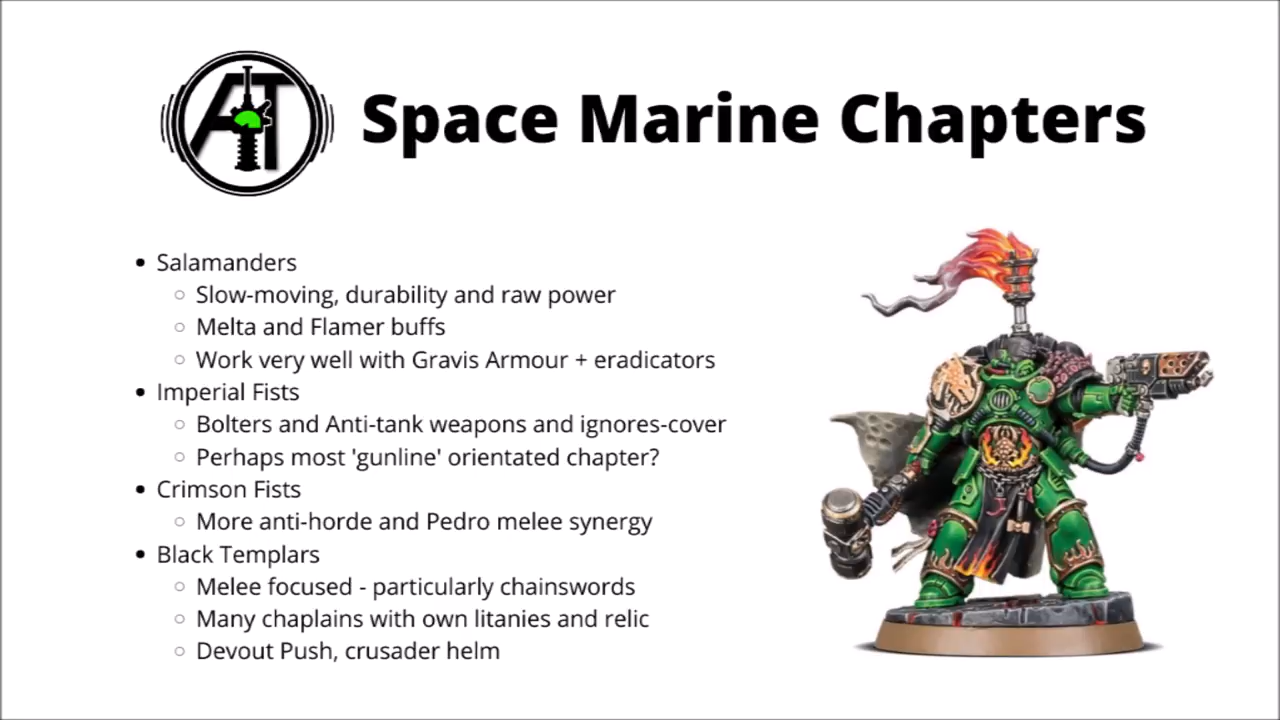 AT
Space Marine Chapters
• Salamanders
○ Slow-moving, durability and raw power
○ Melta and Flamer buffs
○ Work very well with Gravis Armour + eradicators
• Imperial Fists
○ Bolters and Anti-tank weapons and ignores-cover
○ Perhaps most 'gunline' orientated chapter?
• Crimson Fists
○ More anti-horde and Pedro melee synergy
• Black Templars
○ Melee focused - particularly chainswords
○ Many chaplains with own litanies and relic
○ Devout Push, crusader helm